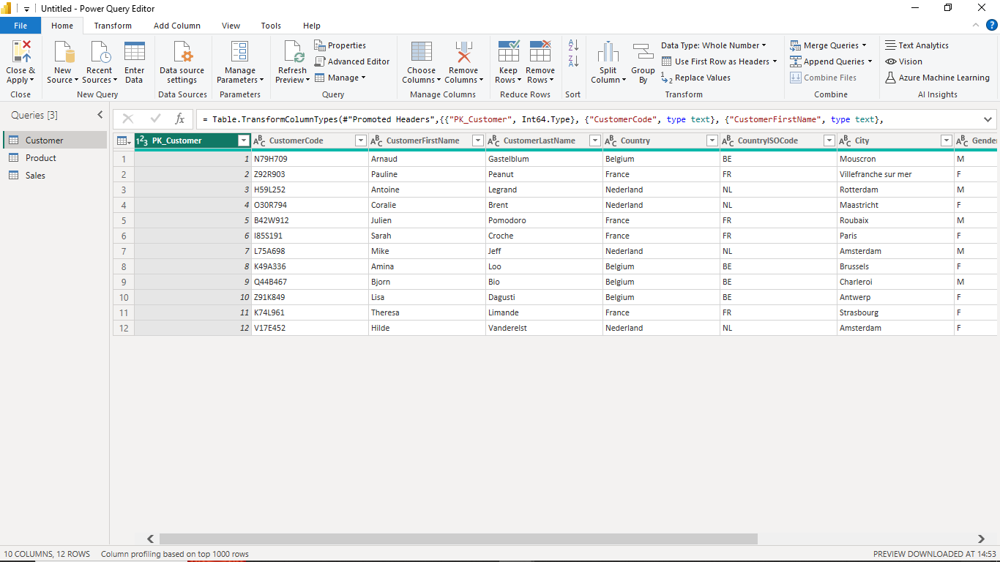 Untitled - Power Query Editor
File Home Transform Add Column View Tools Help
Close & Apply
New Source
Recent Sources
Enter Data
Data source settings
Manage Parameters
Refresh Preview
Properties
Advanced Editor
Manage
Choose Columns
Remove Columns
Keep Rows
Remove Rows
Split Column
Group By
Data Type: Whole Number
Use First Row as Headers
Replace Values
Merge Queries
Append Queries
Combine Files
Text Analytics
Vision
Azure Machine Learning
Close New Query Data Sources Parameters Query Manage Columns Reduce Rows Sort Transform Combine AI Insights
Queries [3]
Customer
Product
Sales
fx = Table.TransformColumnTypes(#"Promoted Headers",{{"PK_Customer", Int64.Type}, {"CustomerCode", type text}, {"CustomerFirstName", type text},
PK_Customer CustomerCode CustomerFirstName CustomerLastName Country CountryISOCode City Gender
1 1 N79H709 Arnaud Gastelblum Belgium BE Mouscron M
2 2 Z92R903 Pauline Peanut France FR Villefranche sur mer F
3 3 H59L252 Antoine Legrand Nederland NL Rotterdam M
4 4 O30R794 Coralie Brent Nederland NL Maastricht F
5 5 B42W912 Julien Pomodoro France FR Roubaix M
6 6 I85S191 Sarah Croche France FR Paris F
7 7 L75A698 Mike Jeff Nederland NL Amsterdam M
8 8 K49A336 Amina Loo Belgium BE Brussels F
9 9 Q44B467 Bjorn Bio Belgium BE Charleroi M
10 10 Z91K849 Lisa Dagusti Belgium BE Antwerp F
11 11 K74L961 Theresa Limande France FR Strasbourg F
12 12 V17E452 Hilde Vanderelst Nederland NL Amsterdam F
10 COLUMNS, 12 ROWS Column profiling based on top 1000 rows PREVIEW DOWNLOADED AT 14:53